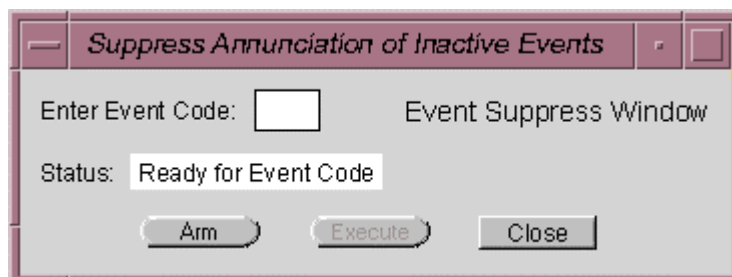 Suppress Annunciation of Inactive Events
Enter Event Code: Event Suppress Window
Status: Ready for Event Code
Arm Execute Close